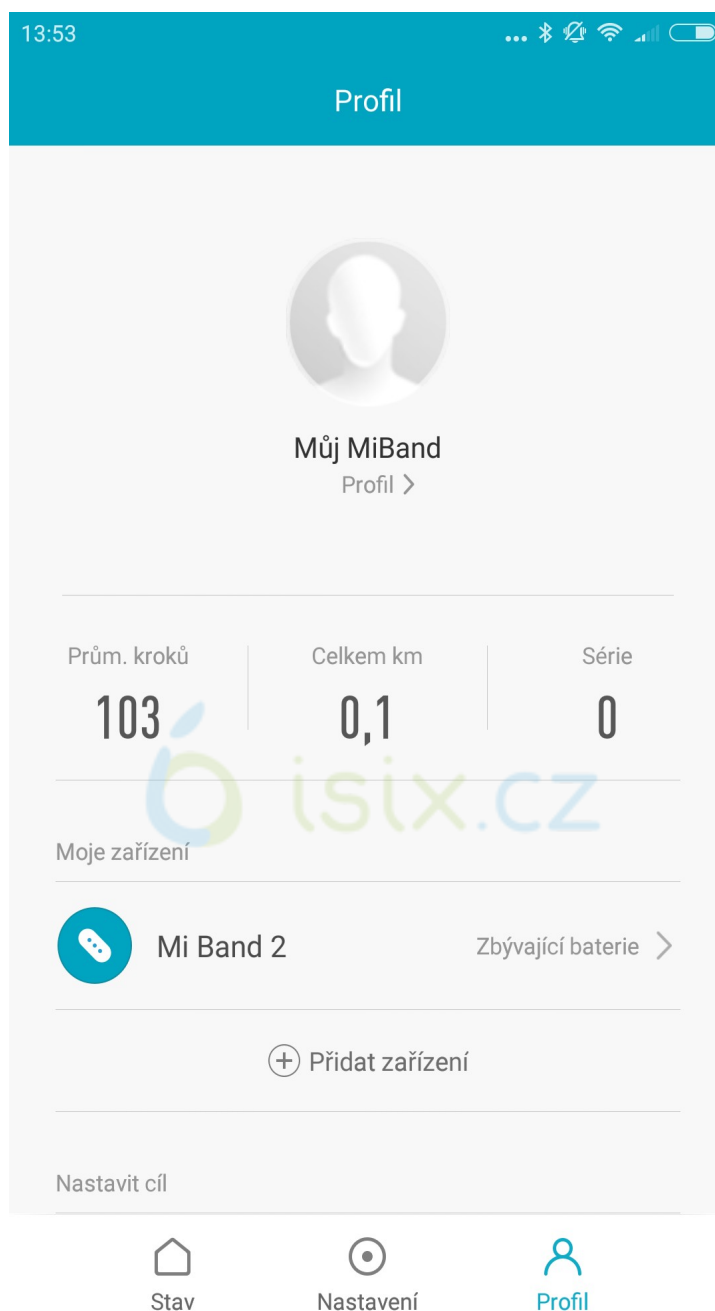 13:53
Profil
Můj MiBand
Profil
Prům. kroků
Celkem km
Série
103
0,1
0
isix.cz
Moje zařízení
Mi Band 2
Zbývající baterie
Přidat zařízení
Nastavit cíl
Stav
Nastavení
Profil